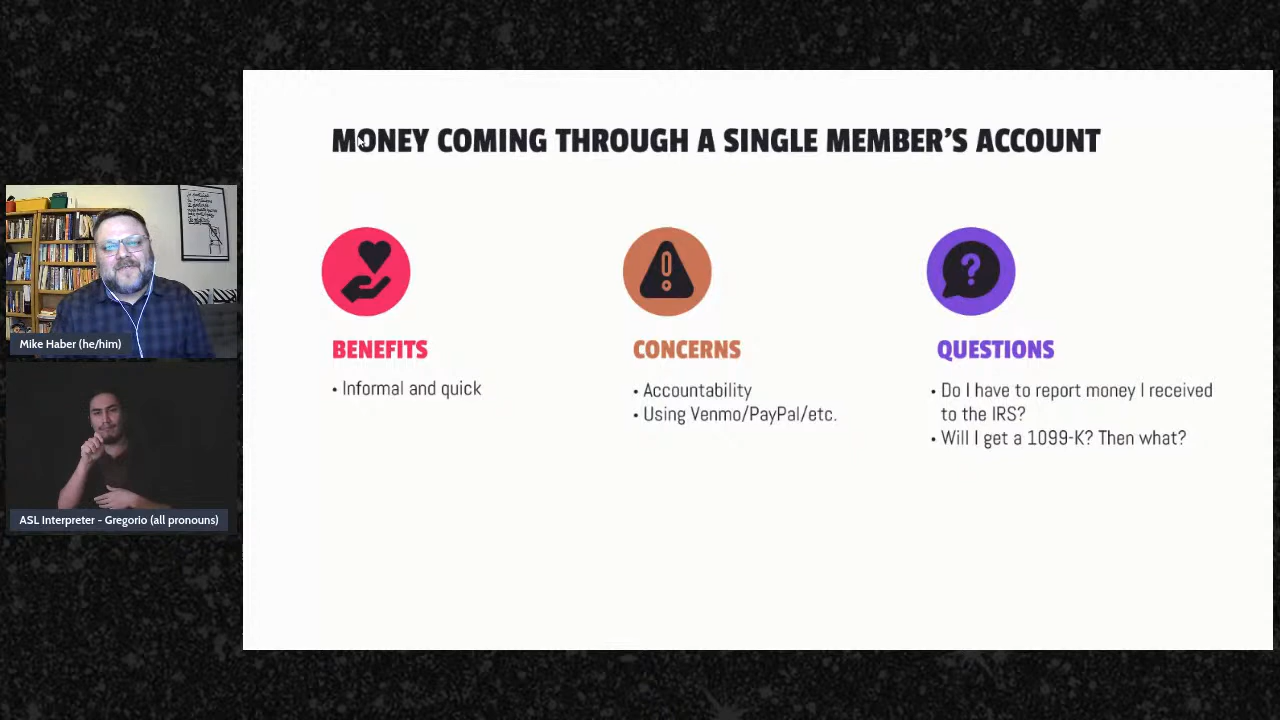 MONEY COMING THROUGH A SINGLE MEMBER'S ACCOUNT
BENEFITS
• Informal and quick
CONCERNS
• Accountability
• Using Venmo/PayPal/etc.
QUESTIONS
• Do I have to report money I received
to the IRS?
• Will I get a 1099-K? Then what?
Mike Haber (he/him)
ASL Interpreter - Gregorio (all pronouns)